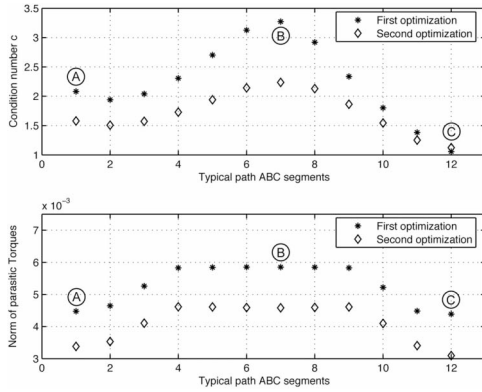 3.5
3
2.5
2
1.5
1
Condition number c
First optimization
Second optimization
A
B
C
0 2 4 6 8 10 12
Typical path ABC segments
x 10⁻³
7
6
5
4
3
Norm of parasitic Torques
First optimization
Second optimization
A
B
C
0 2 4 6 8 10 12
Typical path ABC segments